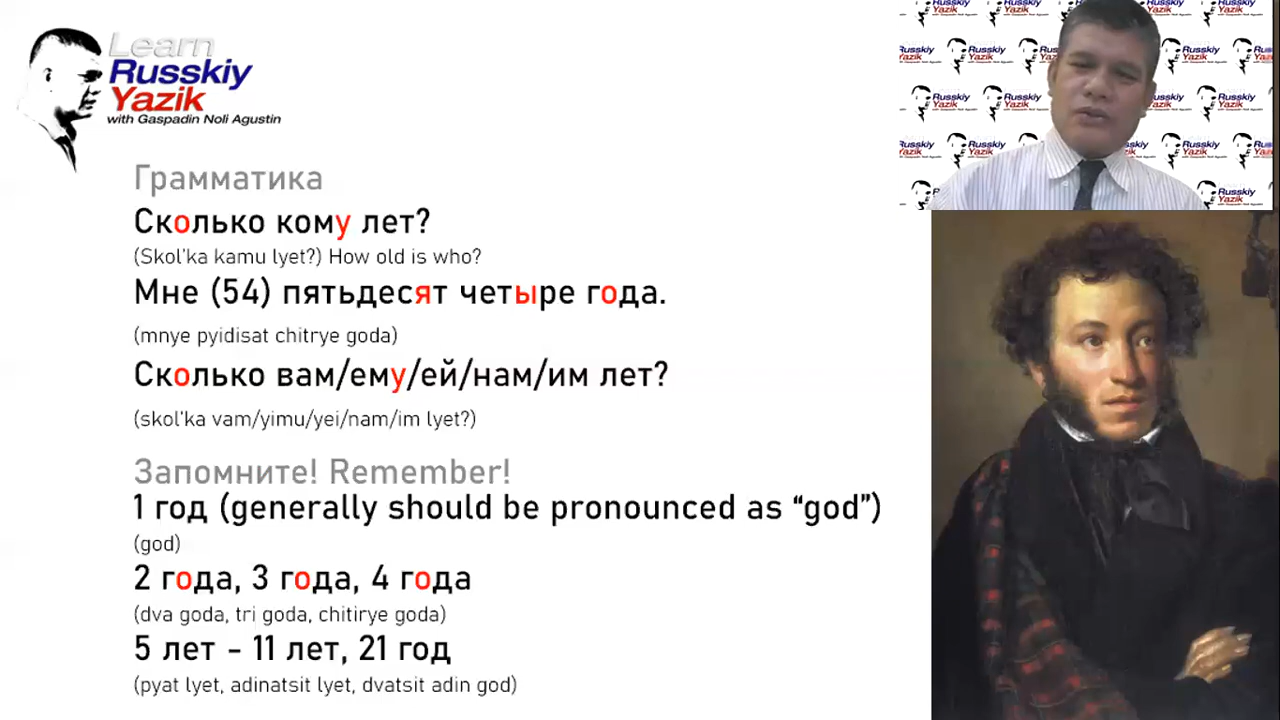 Learn
Russkiy
Yazik
with Gaspadin Noli Agustin
Грамматика
Сколько кому лет?
(Skol'ka kamu lyet?) How old is who?
Мне (54) пятьдесят четыре года.
(mnye pyidisat chitrye goda)
Сколько вам/ему/ей/нам/им лет?
(skol'ka vam/yimu/yei/nam/im lyet?)
Запомните! Remember!
1 год (generally should be pronounced as “god”)
(god)
2 года, 3 года, 4 года
(dva goda, tri goda, chitirye goda)
5 лет - 11 лет, 21 год
(pyat lyet, adinatsit lyet, dvatsit adin god)